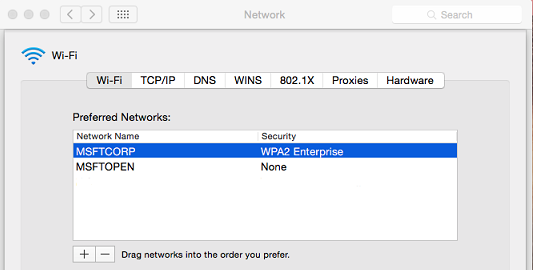 Network
Search
Wi-Fi
Wi-Fi TCP/IP DNS WINS 802.1X Proxies Hardware
Preferred Networks:
Network Name Security
MSFTCORP WPA2 Enterprise
MSFTOPEN None
+ − Drag networks into the order you prefer.